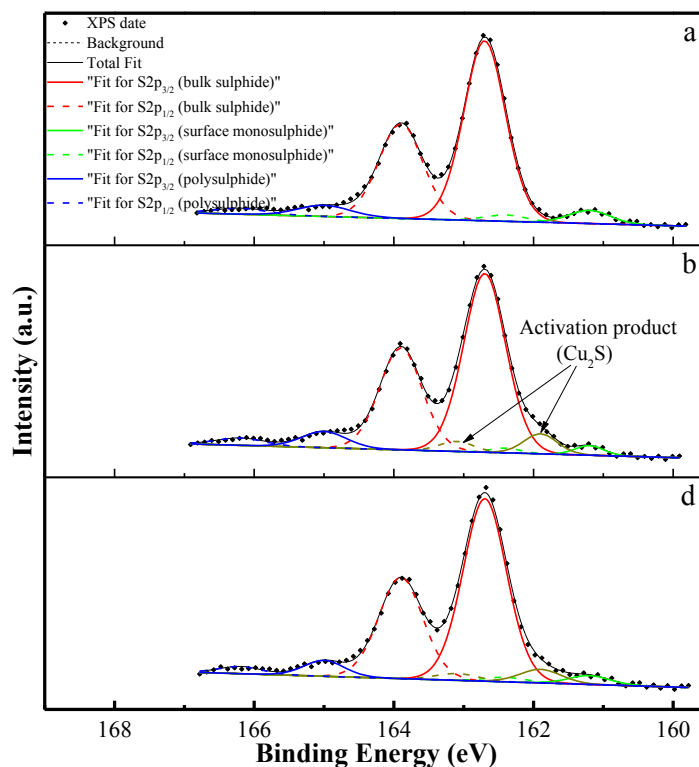 XPS date
Background
Total Fit
"Fit for S2p3/2 (bulk sulphide)"
"Fit for S2p1/2 (bulk sulphide)"
"Fit for S2p3/2 (surface monosulphide)"
"Fit for S2p1/2 (surface monosulphide)"
"Fit for S2p3/2 (polysulphide)"
"Fit for S2p1/2 (polysulphide)"
a
b
Activation product
(Cu2S)
d
Intensity (a.u.)
168 166 164 162 160
Binding Energy (eV)